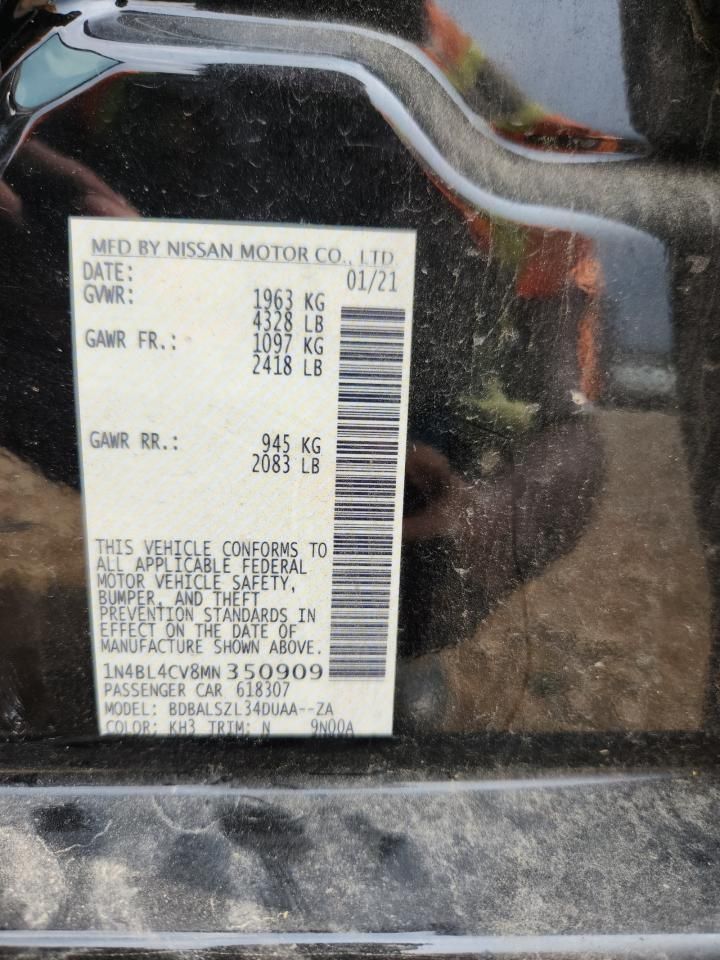 MFD BY NISSAN MOTOR CO., LTD
DATE: 01/21
GVWR: 1963 KG
4328 LB
GAWR FR.: 1097 KG
2418 LB
GAWR RR.: 945 KG
2083 LB
THIS VEHICLE CONFORMS TO
ALL APPLICABLE FEDERAL
MOTOR VEHICLE SAFETY,
BUMPER, AND THEFT
PREVENTION STANDARDS IN
EFFECT ON THE DATE OF
MANUFACTURE SHOWN ABOVE.
1N4BL4CV8MN350909
PASSENGER CAR 618307
MODEL: BDBALSZL34DUAA--ZA
COLOR: KH3 TRIM: N 9N00A